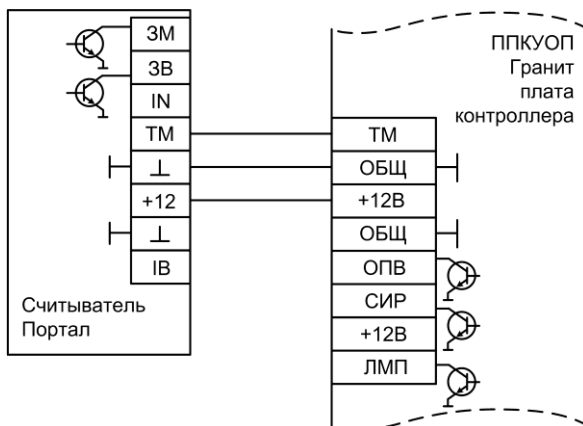 ЗМ
ЗВ
IN
ТМ
⊥
+12
⊥
IB
Считыватель
Портал
ППКУОП
Гранит
плата
контроллера
ТМ
ОБЩ
+12В
ОБЩ
ОПВ
СИР
+12В
ЛМП